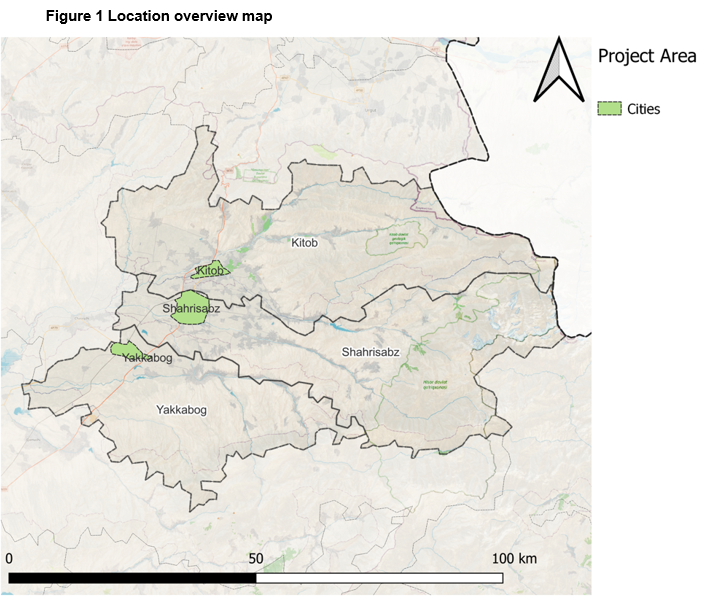 Figure 1 Location overview map
Project Area
Cities
Kitob
Kitob
Shahrisabz
Shahrisabz
Yakkabog
Yakkabog
0 50 100 km